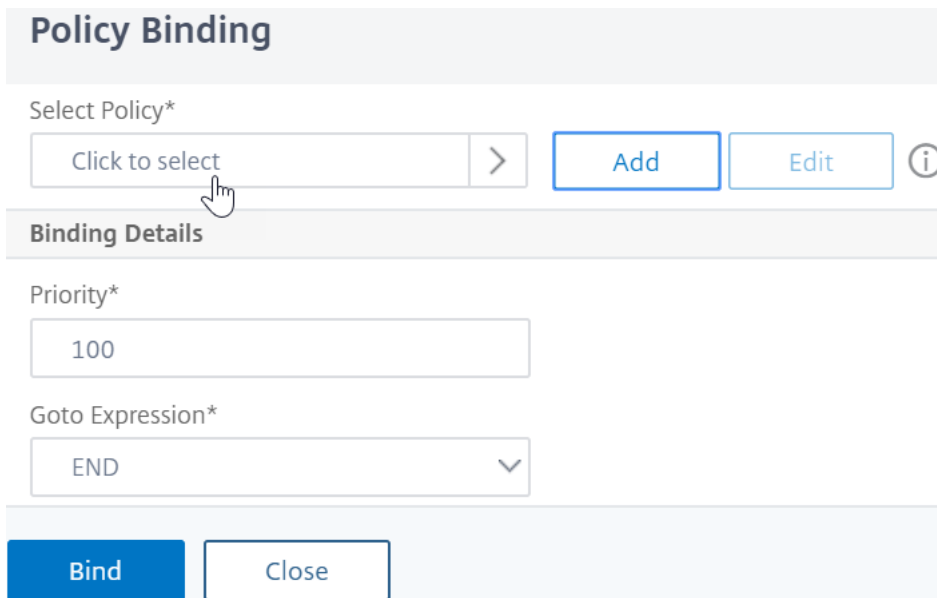 Policy Binding
Select Policy*
Click to select
Add
Edit
Binding Details
Priority*
100
Goto Expression*
END
Bind
Close